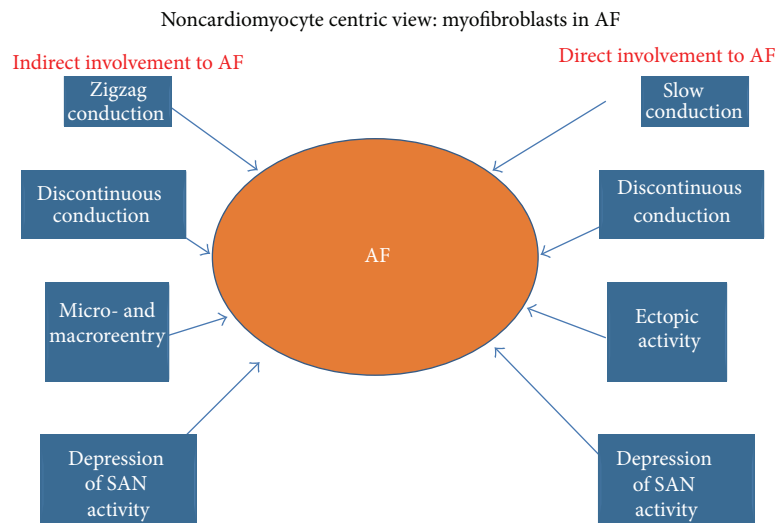 Noncardiomyocyte centric view: myofibroblasts in AF
Indirect involvement to AF
Zigzag
conduction
Discontinuous
conduction
Micro- and
macroreentry
Depression
of SAN
activity
AF
Direct involvement to AF
Slow
conduction
Discontinuous
conduction
Ectopic
activity
Depression
of SAN
activity